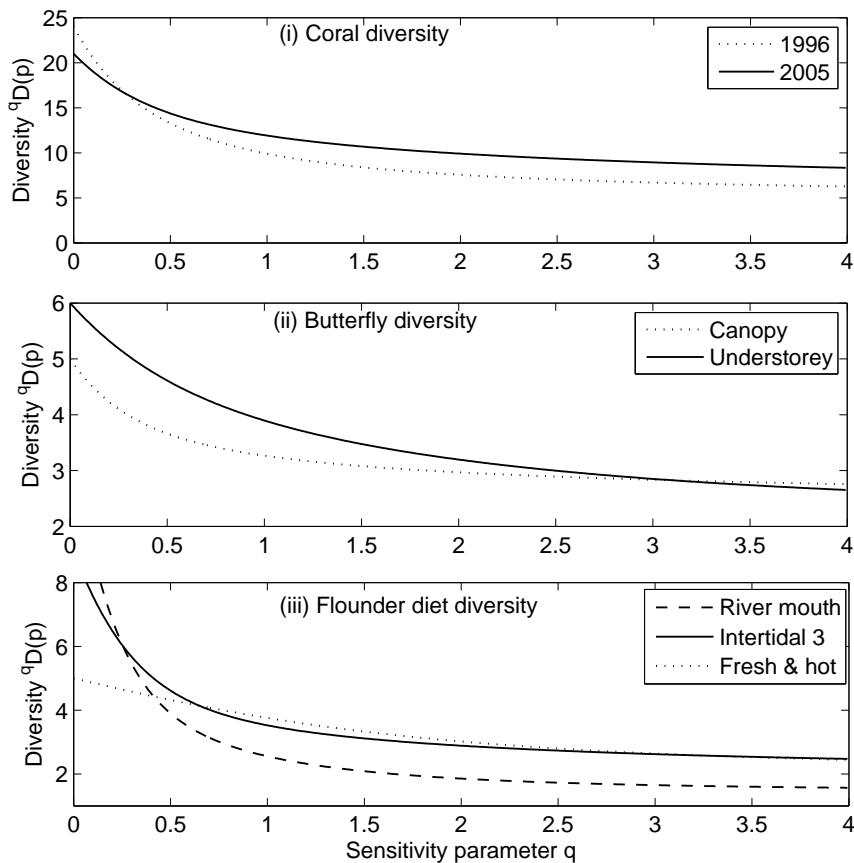 (i) Coral diversity
1996
2005
Diversity ^qD(p)
25
20
15
10
5
0
0 0.5 1 1.5 2 2.5 3 3.5 4
(ii) Butterfly diversity
Canopy
Understorey
Diversity ^qD(p)
6
5
4
3
2
0 0.5 1 1.5 2 2.5 3 3.5 4
(iii) Flounder diet diversity
River mouth
Intertidal 3
Fresh & hot
Diversity ^qD(p)
8
6
4
2
0 0.5 1 1.5 2 2.5 3 3.5 4
Sensitivity parameter q